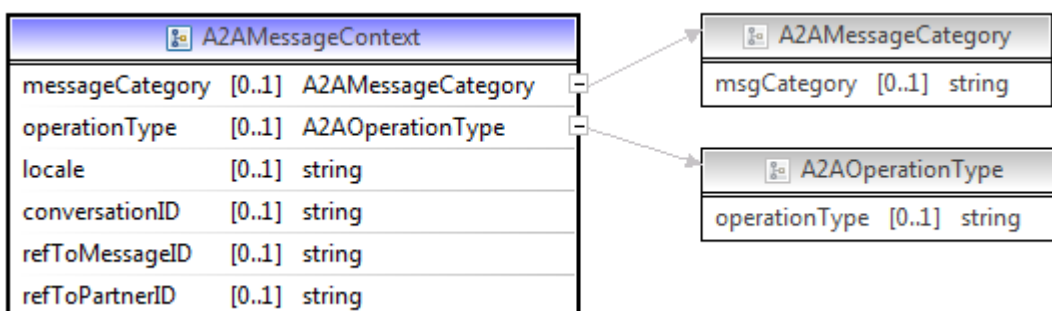 A2AMessageContext
messageCategory [0..1] A2AMessageCategory
operationType [0..1] A2AOperationType
locale [0..1] string
conversationID [0..1] string
refToMessageID [0..1] string
refToPartnerID [0..1] string
A2AMessageCategory
msgCategory [0..1] string
A2AOperationType
operationType [0..1] string